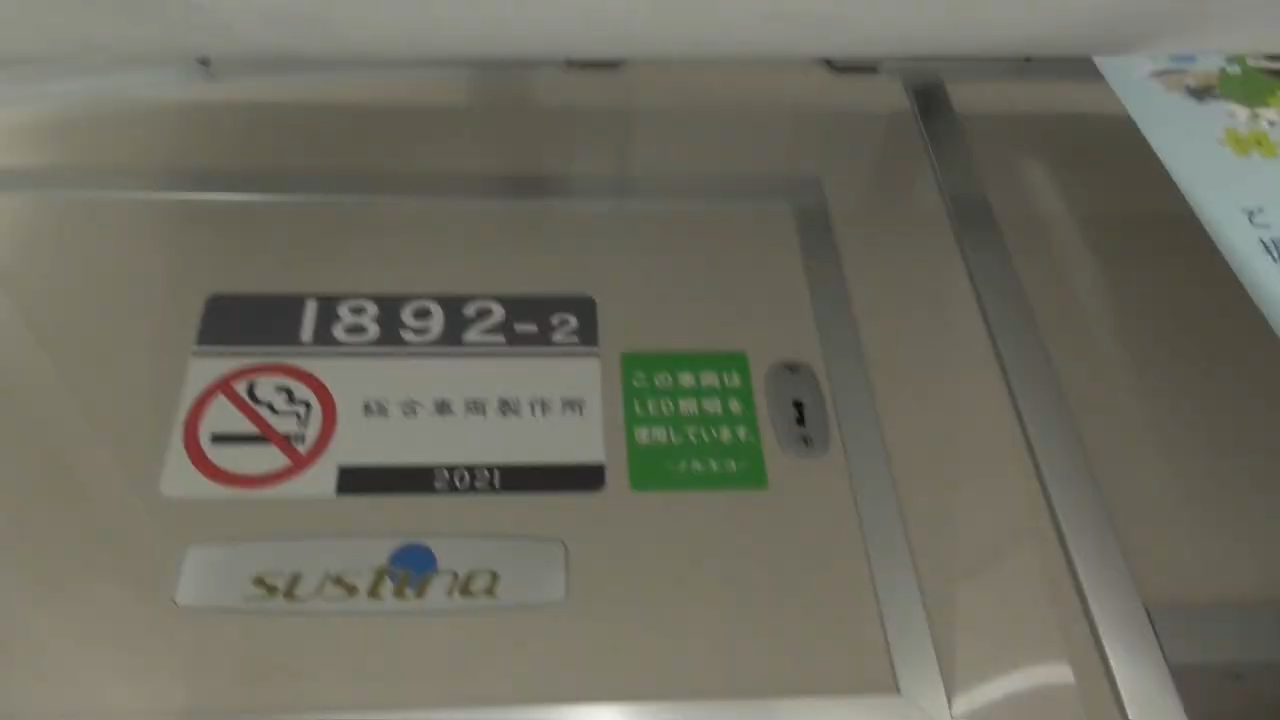 1892-2
総合車両製作所
2021
この車両は
LED照明を
使用しています。
sustina